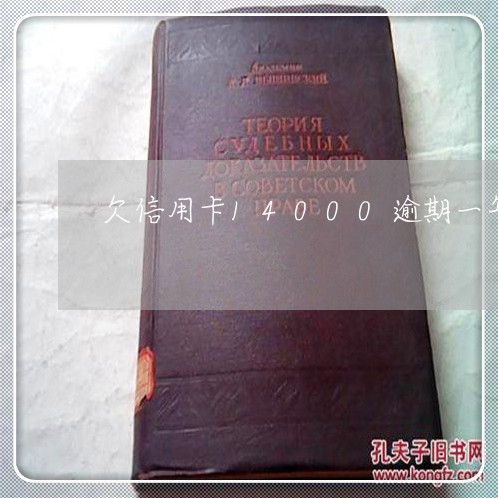 Академик
А. Я. ВЫШИНСКИЙ
ТЕОРИЯ
СУДЕБНЫХ
ДОКАЗАТЕЛЬСТВ
В СОВЕТСКОМ
ПРАВЕ
欠信用卡14000逾期一
孔夫子旧书网
www.kongfz.com